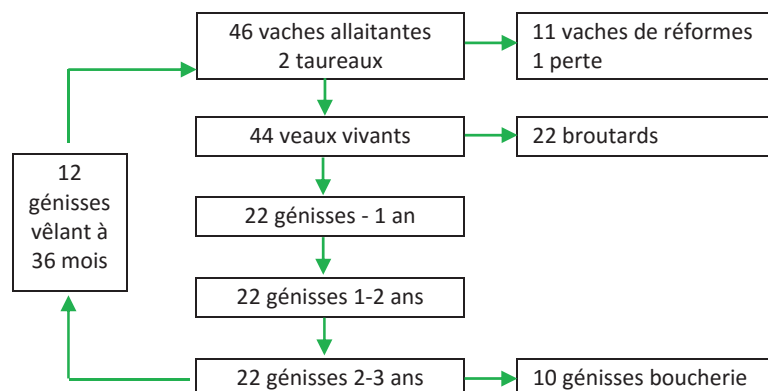 46 vaches allaitantes
2 taureaux
11 vaches de réformes
1 perte
44 veaux vivants
22 broutards
12
génisses
vêlant à
36 mois
22 génisses - 1 an
22 génisses 1-2 ans
22 génisses 2-3 ans
10 génisses boucherie